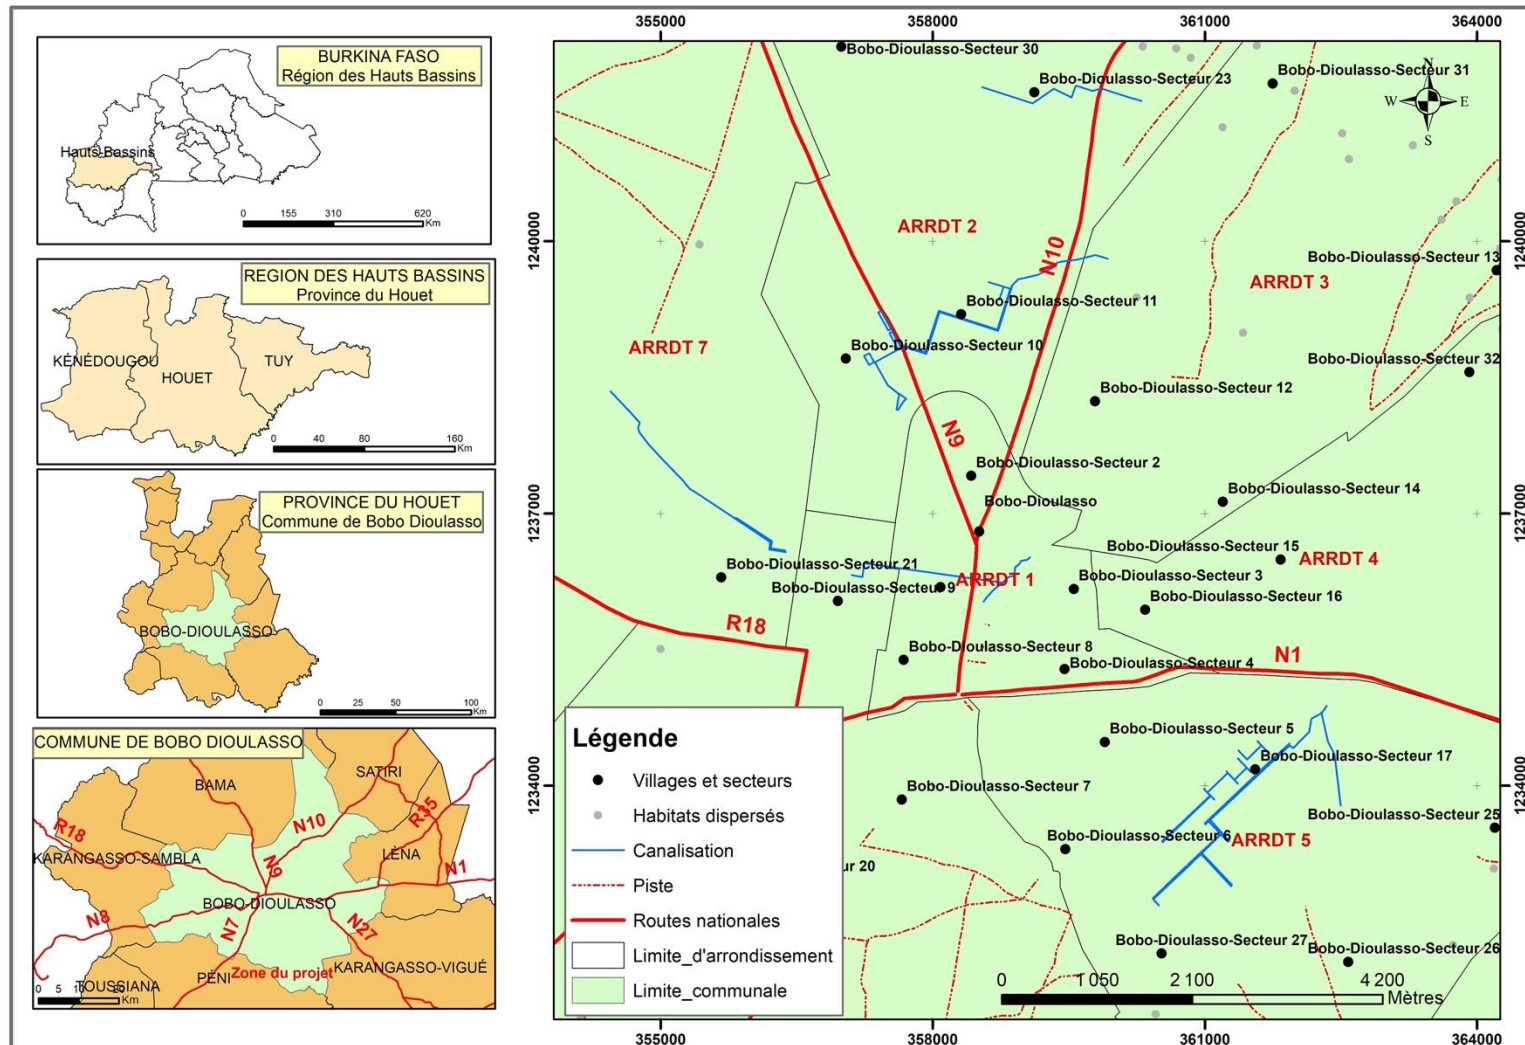 BURKINA FASO
Région des Hauts Bassins
Hauts-Bassins
0 155 310 620
Km
REGION DES HAUTS BASSINS
Province du Houet
KÉNÉDOUGOU
HOUET
TUY
0 40 80 160
Km
PROVINCE DU HOUET
Commune de Bobo Dioulasso
BOBO-DIOULASSO
0 25 50 100
Km
COMMUNE DE BOBO DIOULASSO
BAMA
SATIRI
R35
N10
R18
KARANGASSO-SAMBLA
N9
LÈNA
N1
BOBO-DIOULASSO
N8
N7
N27
PÉNI
Zone du projet
KARANGASSO-VIGUÉ
TOUSSIANA
0 5 10 20
Km
355000 358000 361000 364000
Bobo-Dioulasso-Secteur 30
Bobo-Dioulasso-Secteur 23
Bobo-Dioulasso-Secteur 31
N
W E
S
ARRDT 2
1240000
1240000
N10
Bobo-Dioulasso-Secteur 13
ARRDT 3
Bobo-Dioulasso-Secteur 11
ARRDT 7
Bobo-Dioulasso-Secteur 10
Bobo-Dioulasso-Secteur 32
Bobo-Dioulasso-Secteur 12
N9
Bobo-Dioulasso-Secteur 2
Bobo-Dioulasso-Secteur 14
Bobo-Dioulasso
1237000
1237000
Bobo-Dioulasso-Secteur 15
ARRDT 4
Bobo-Dioulasso-Secteur 21
ARRDT 1
Bobo-Dioulasso-Secteur 3
Bobo-Dioulasso-Secteur 9
Bobo-Dioulasso-Secteur 16
R18
Bobo-Dioulasso-Secteur 8
Bobo-Dioulasso-Secteur 4
N1
Bobo-Dioulasso-Secteur 5
Bobo-Dioulasso-Secteur 17
1234000
1234000
Bobo-Dioulasso-Secteur 7
Bobo-Dioulasso-Secteur 25
Bobo-Dioulasso-Secteur 6
ARRDT 5
ur 20
Bobo-Dioulasso-Secteur 27
Bobo-Dioulasso-Secteur 26
0 1 050 2 100 4 200
Mètres
Légende
Villages et secteurs
Habitats dispersés
Canalisation
Piste
Routes nationales
Limite_d'arrondissement
Limite_communale
355000 358000 361000 364000